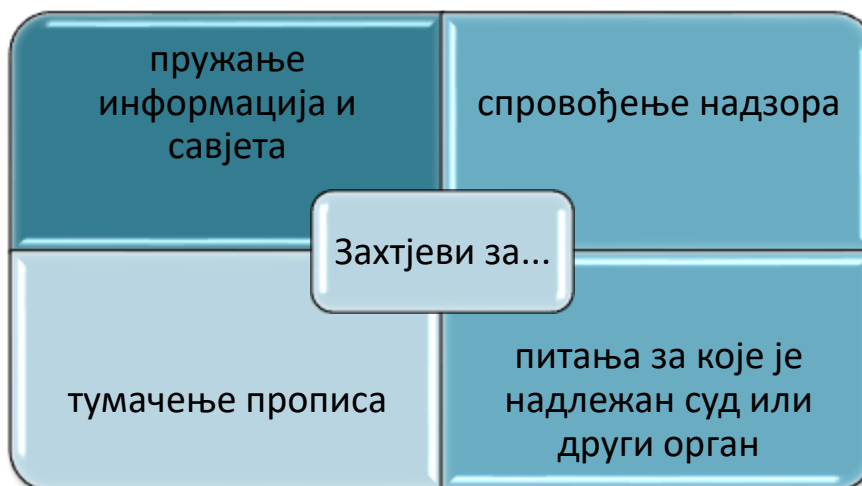 пружање
информација и
савјета
спровођење надзора
Захтјеви за...
тумачење прописа
питања за које је
надлежан суд или
други орган